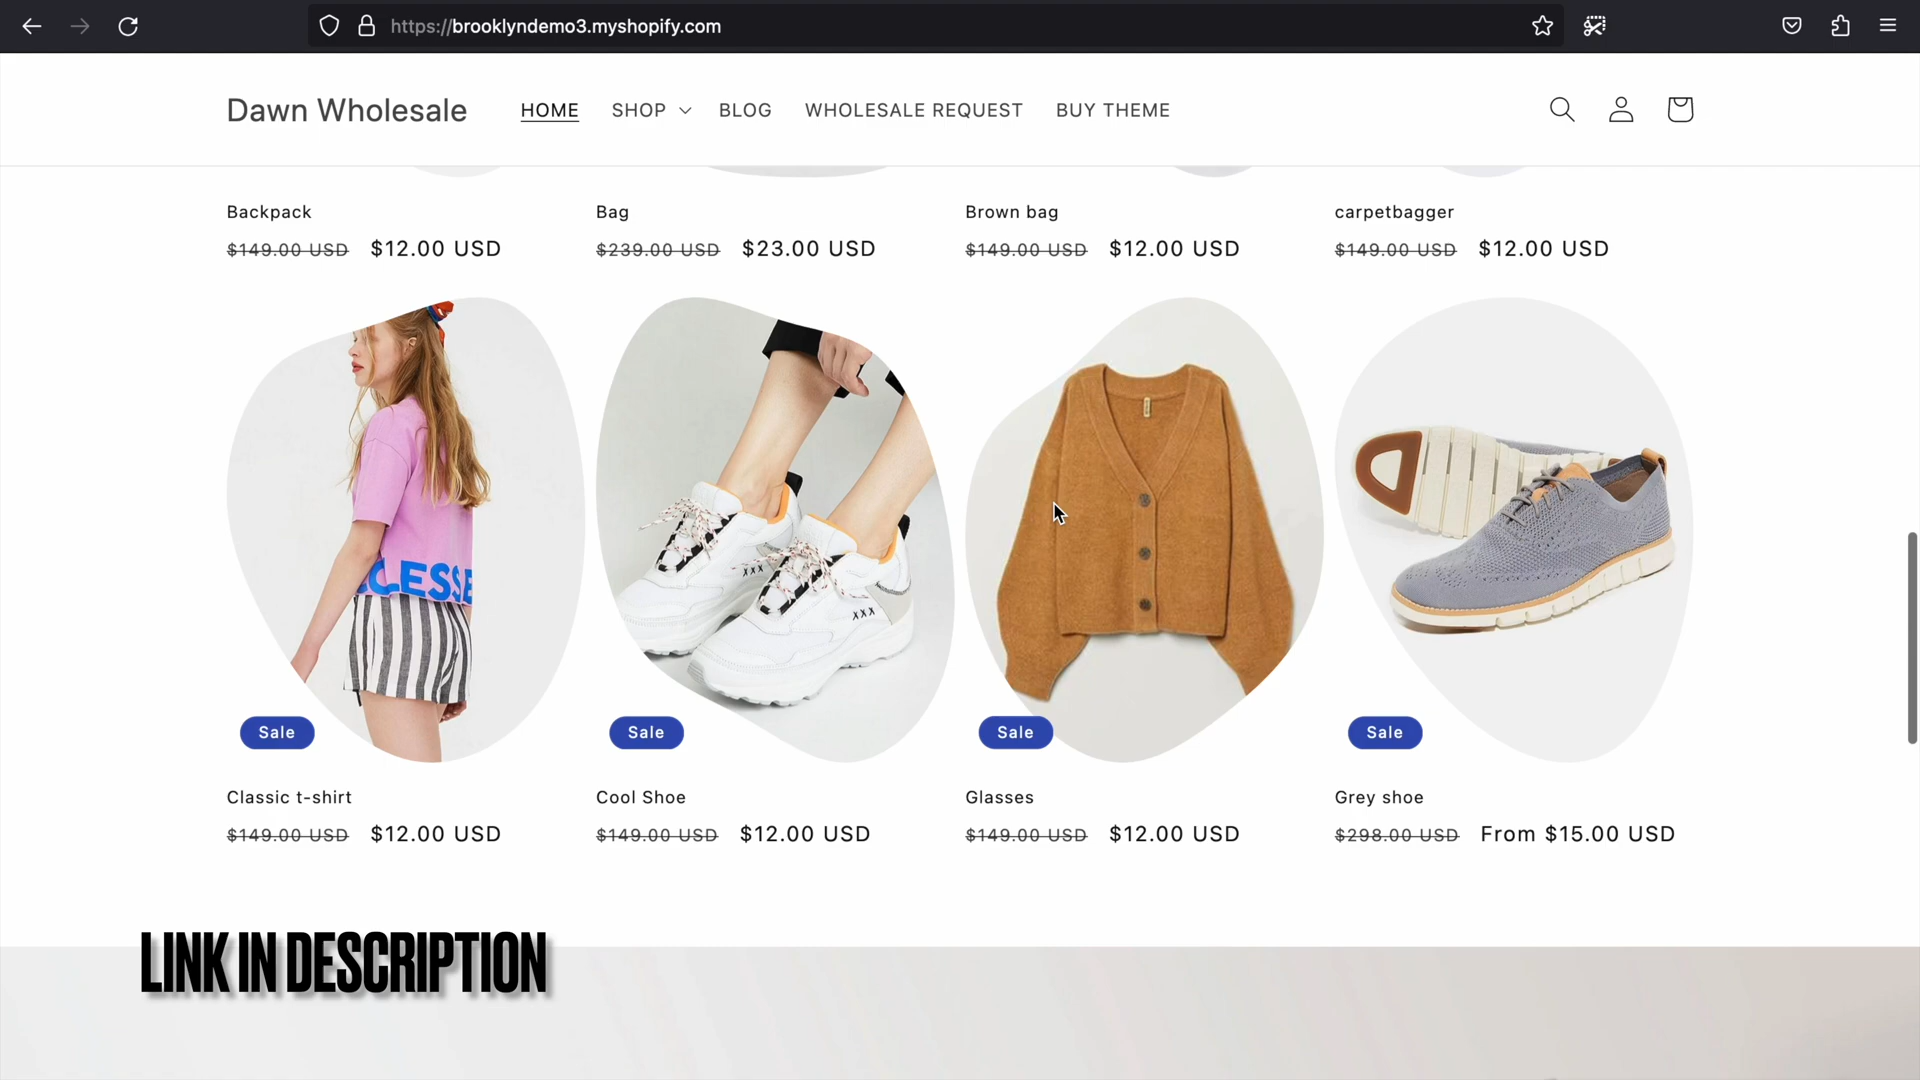 https://brooklyndemo3.myshopify.com
Dawn Wholesale
HOME
SHOP
BLOG
WHOLESALE REQUEST
BUY THEME
Backpack
$149.00 USD $12.00 USD
Bag
$239.00 USD $23.00 USD
Brown bag
$149.00 USD $12.00 USD
carpetbagger
$149.00 USD $12.00 USD
CLESSE
XXX
XXX
Sale
Sale
Sale
Sale
Classic t-shirt
$149.00 USD $12.00 USD
Cool Shoe
$149.00 USD $12.00 USD
Glasses
$149.00 USD $12.00 USD
Grey shoe
$298.00 USD From $15.00 USD
LINK IN DESCRIPTION